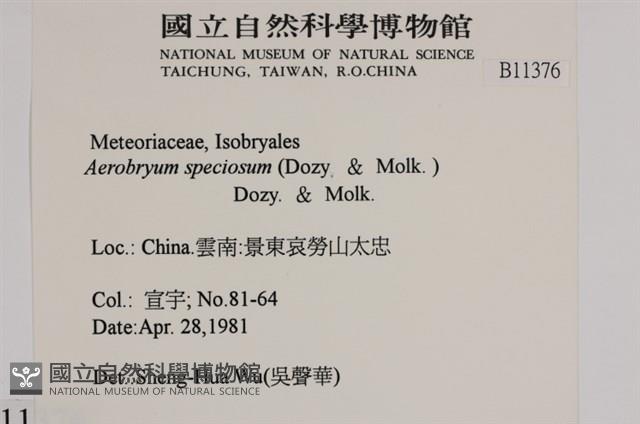 國立自然科學博物館
NATIONAL MUSEUM OF NATURAL SCIENCE
TAICHUNG, TAIWAN, R.O.CHINA
B11376
Meteoriaceae, Isobryales
Aerobryum speciosum (Dozy. & Molk. )
Dozy. & Molk.
Loc.: China.雲南:景東哀勞山太忠
Col.: 宣宇; No.81-64
Date:Apr. 28,1981
Det.,Sheng-Hua Wu(吳聲華)
國立自然科學博物館
NATIONAL MUSEUM OF NATURAL SCIENCE
11